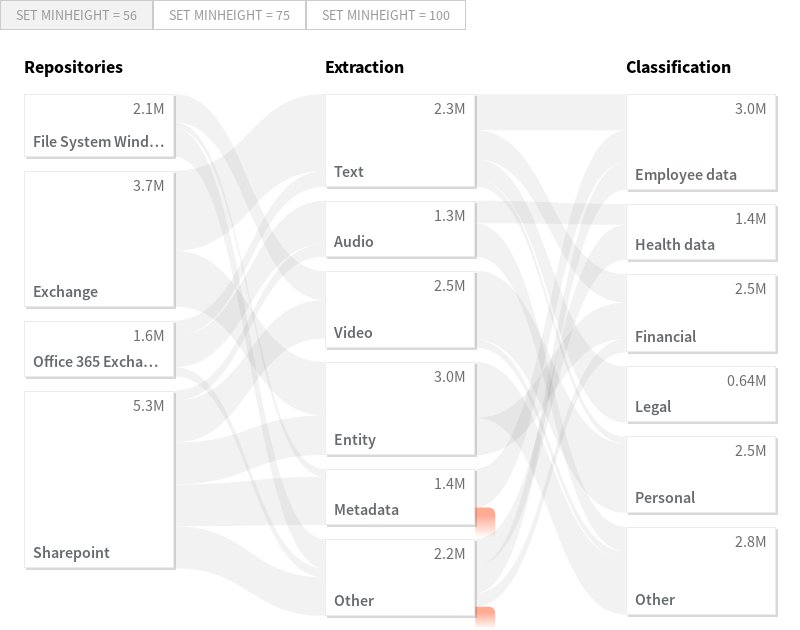 SET MINHEIGHT = 56
SET MINHEIGHT = 75
SET MINHEIGHT = 100
Repositories
Extraction
Classification
2.1M
File System Wind…
3.7M
Exchange
1.6M
Office 365 Excha…
5.3M
Sharepoint
2.3M
Text
1.3M
Audio
2.5M
Video
3.0M
Entity
1.4M
Metadata
2.2M
Other
3.0M
Employee data
1.4M
Health data
2.5M
Financial
0.64M
Legal
2.5M
Personal
2.8M
Other